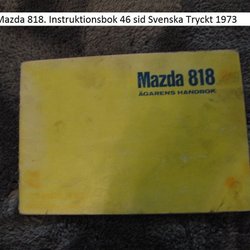 Mazda 818. Instruktionsbok 46 sid Svenska Tryckt 1973
Mazda 818
ÄGARENS HANDBOK